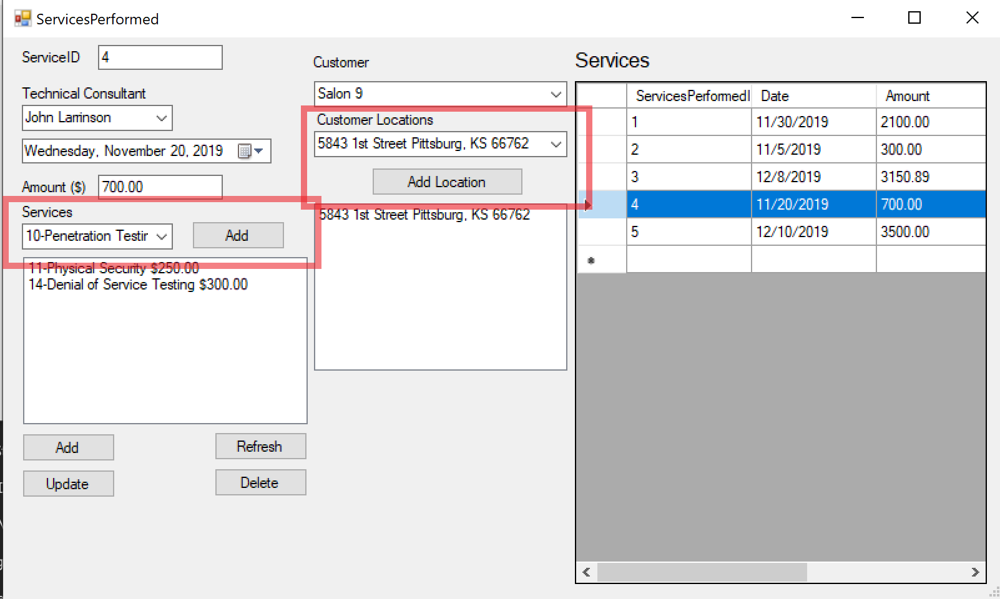 ServicesPerformed
ServiceID 4
Technical Consultant
John Larrinson
Wednesday, November 20, 2019
Amount ($) 700.00
Services
10-Penetration Testir Add
11-Physical Security $250.00
14-Denial of Service Testing $300.00
Add Refresh
Update Delete
Customer
Salon 9
Customer Locations
5843 1st Street Pittsburg, KS 66762
Add Location
5843 1st Street Pittsburg, KS 66762
Services
ServicesPerformedI Date Amount
1 11/30/2019 2100.00
2 11/5/2019 300.00
3 12/8/2019 3150.89
4 11/20/2019 700.00
5 12/10/2019 3500.00